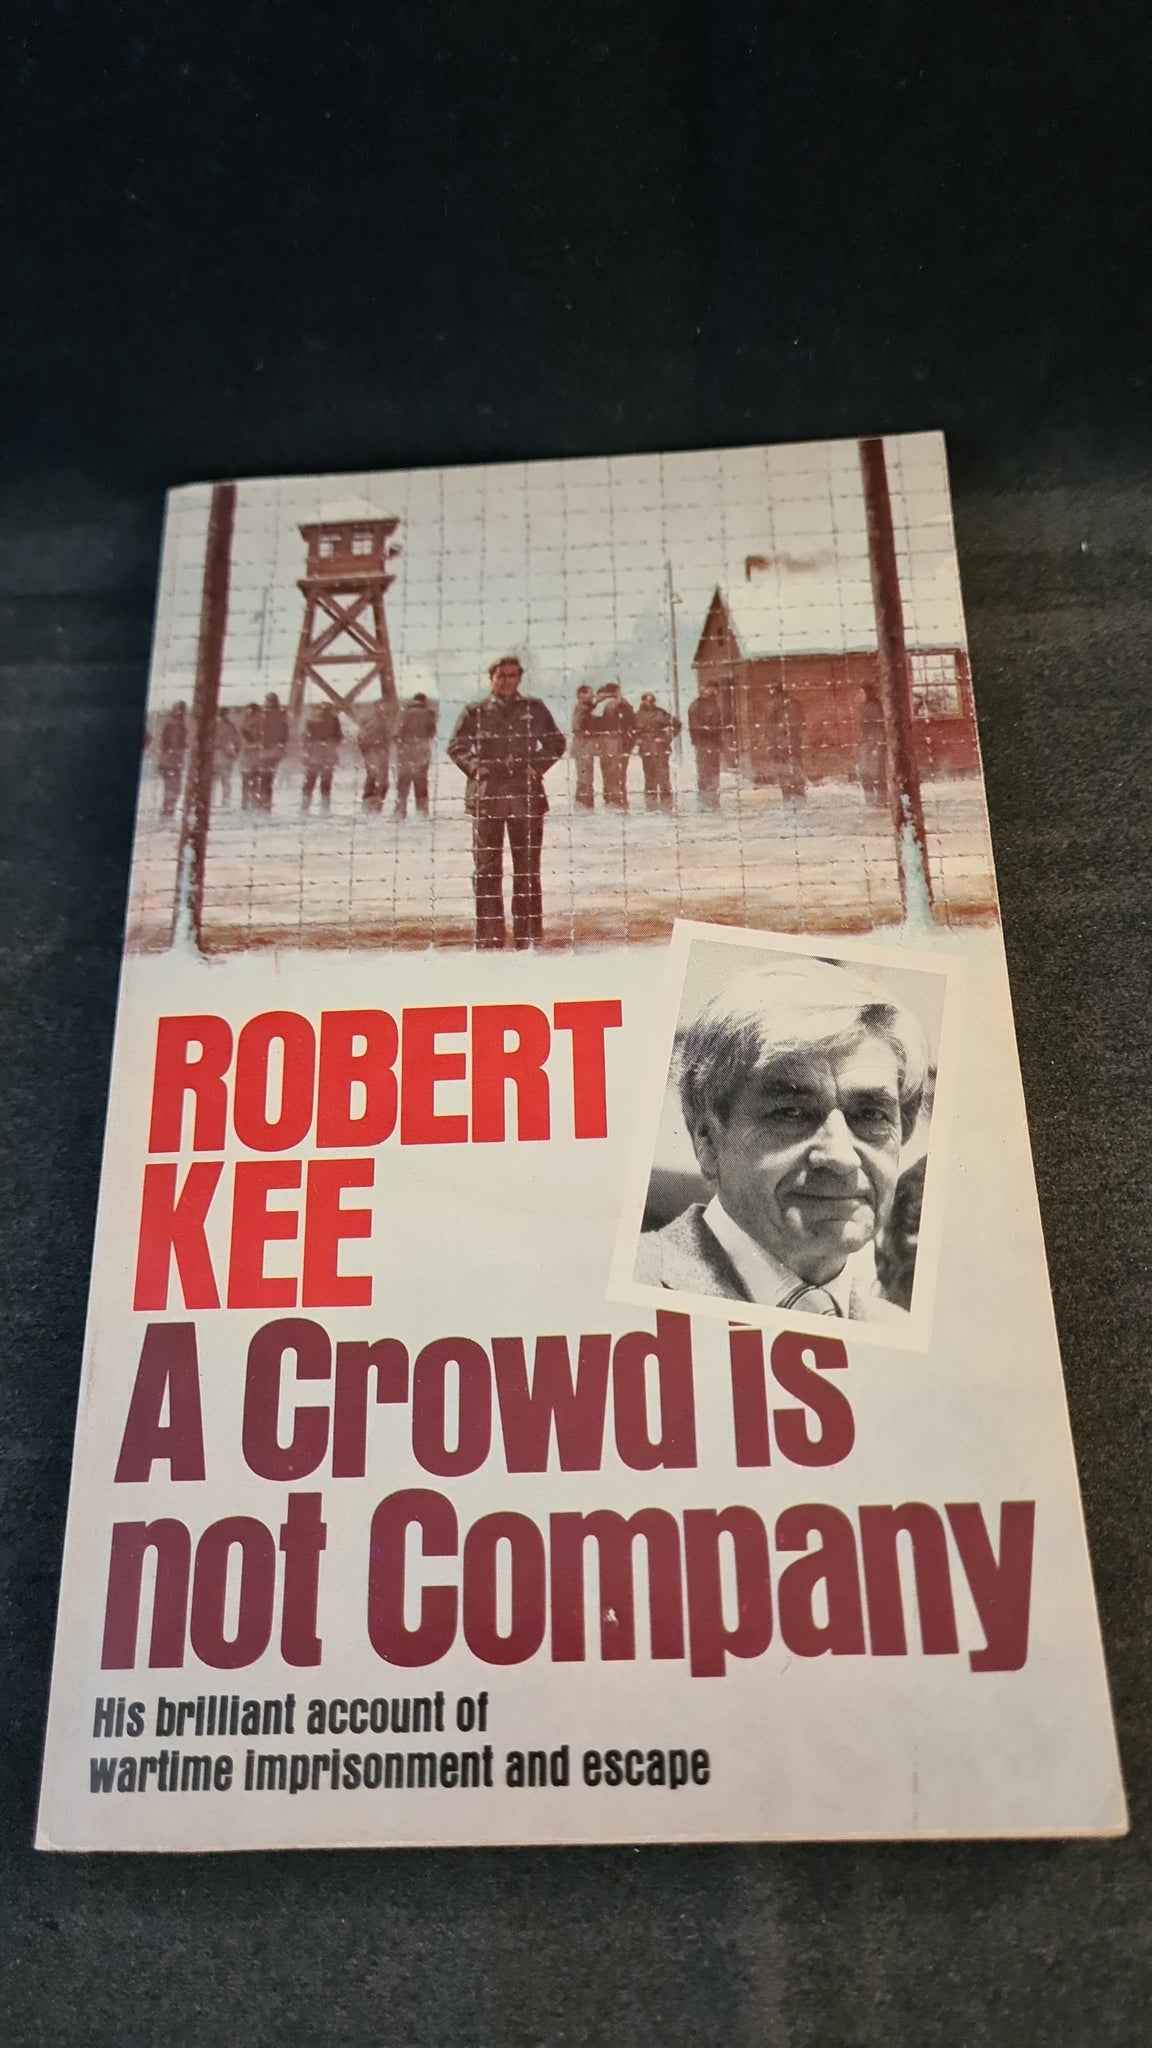 ROBERT
KEE
A Crowd is
not Company
His brilliant account of
wartime imprisonment and escape